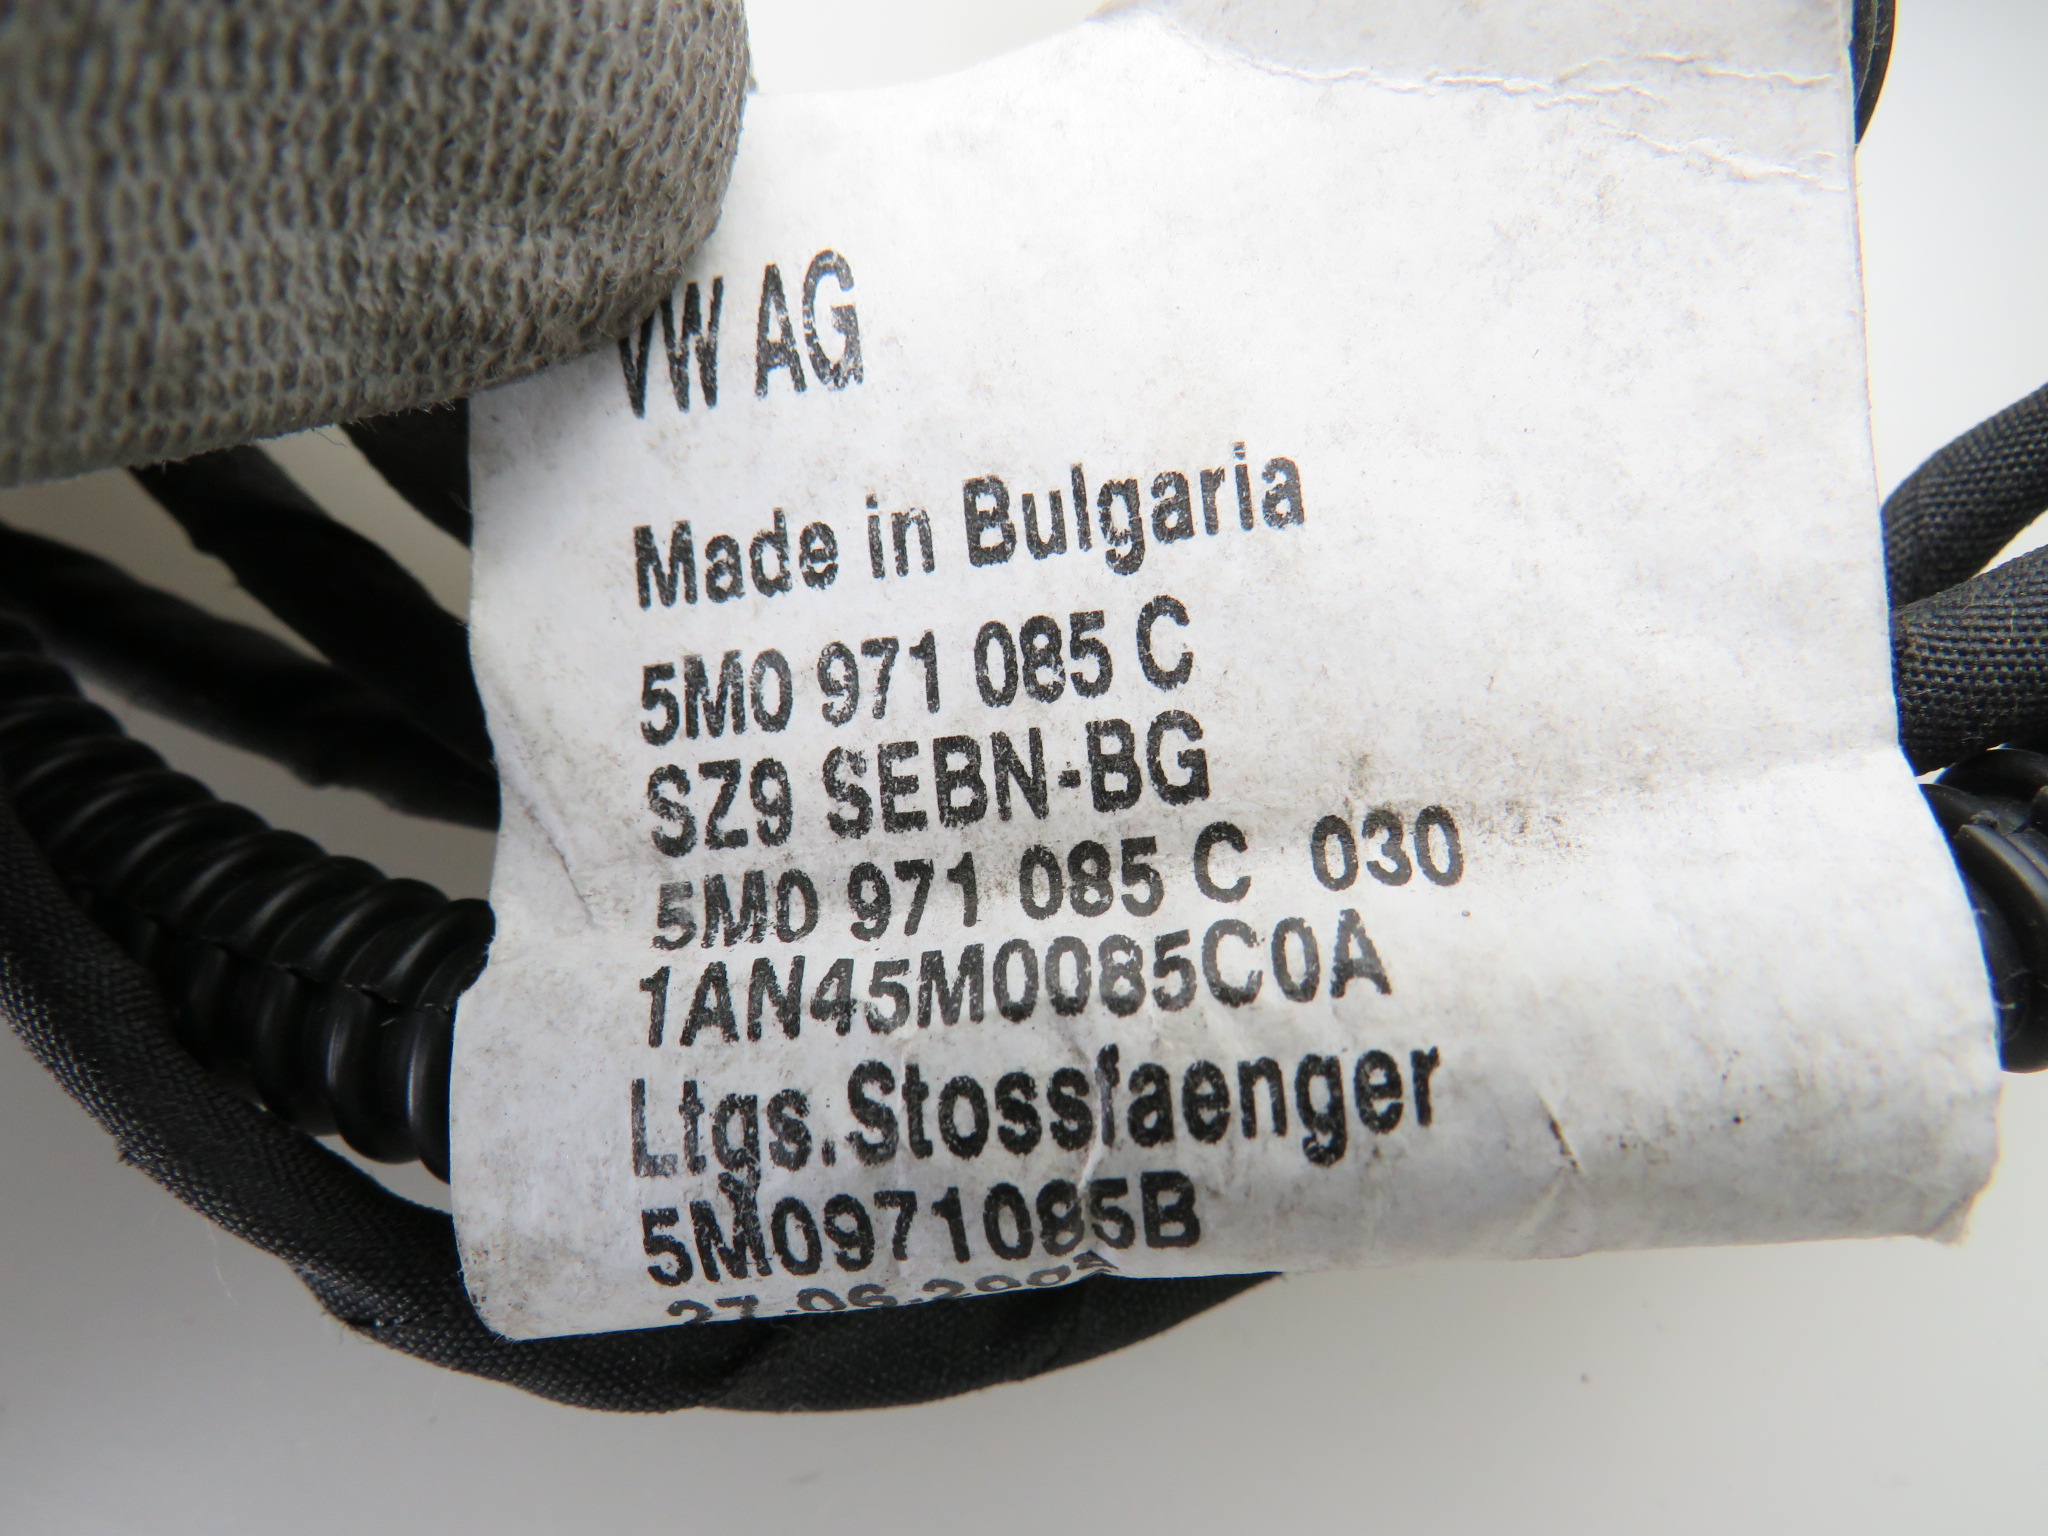 VW AG
Made in Bulgaria
5M0 971 085 C
SZ9 SEBN-BG
5M0 971 085 C 030
1AN45M0085C0A
Ltgs.Stossfaenger
5M0971085B